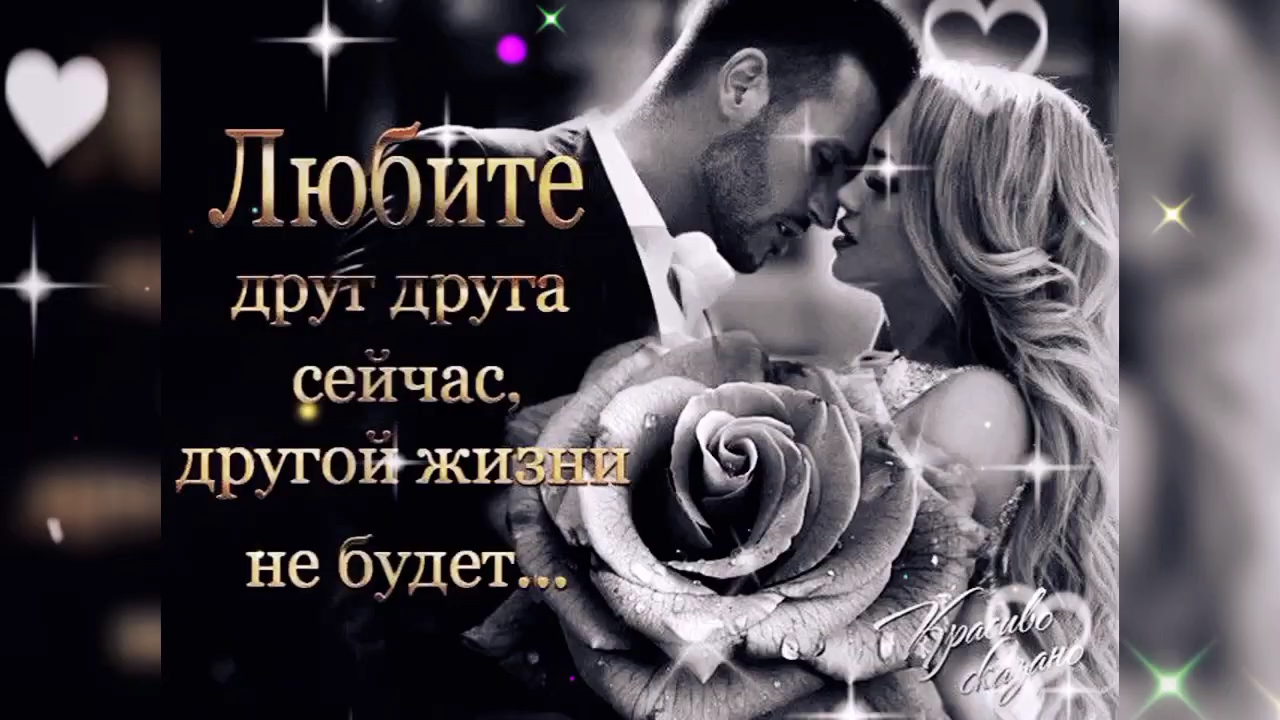 Любите
друг друга
сейчас,
другой жизни
не будет...
Красиво
сказано